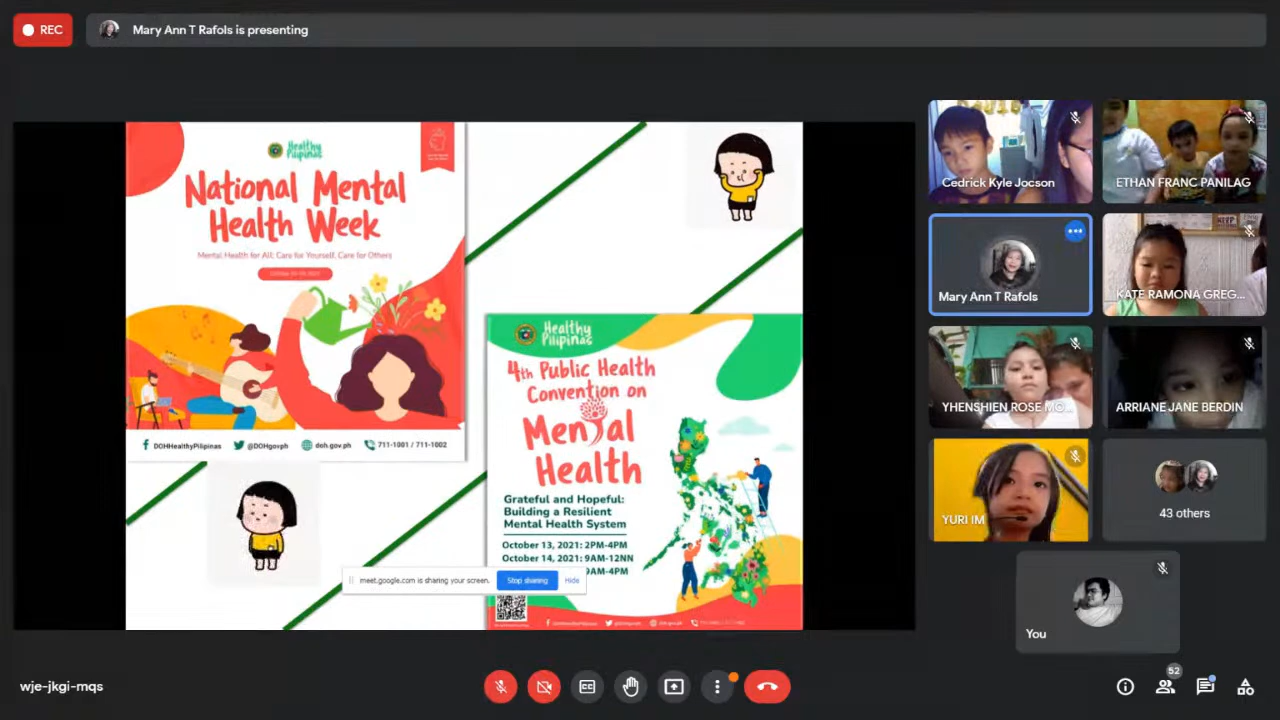 REC
Mary Ann T Rafols is presenting
Healthy
Pilipinas
National Mental
Health Week
Mental Health for All: Care for Yourself, Care for Others
DOHHealthyPilipinas
@DOHgovph
doh.gov.ph
711-1001 / 711-1002
Healthy
Pilipinas
4th Public Health
Convention on
Mental
Health
Grateful and Hopeful:
Building a Resilient
Mental Health System
October 13, 2021: 2PM-4PM
October 14, 2021: 9AM-12NN
9AM-4PM
meet.google.com is sharing your screen.
Stop sharing
Hide
Cedrick Kyle Jocson
ETHAN FRANC PANILAG
Mary Ann T Rafols
KATE RAMONA GREG...
YHENSHIEN ROSE MO...
ARRIANE JANE BERDIN
YURI IM
43 others
You
wje-jkgi-mqs
52